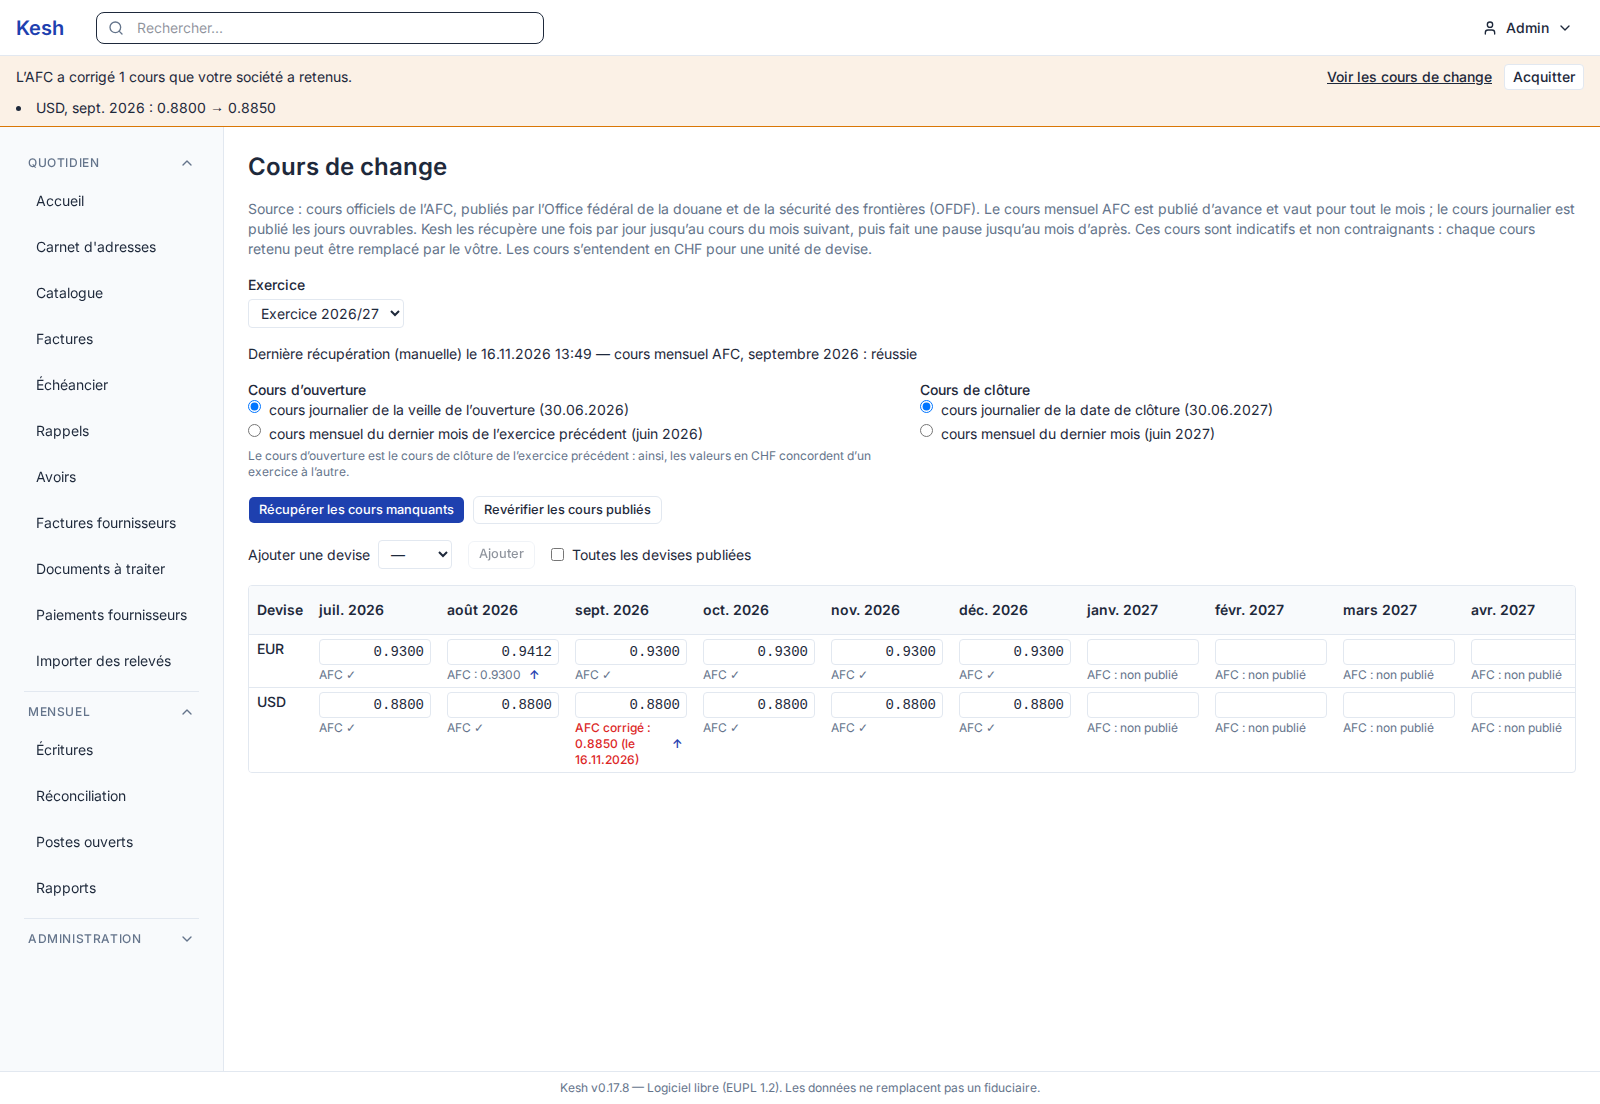 Kesh
Rechercher...
Admin
L’AFC a corrigé 1 cours que votre société a retenus.
Voir les cours de change
Acquitter
• USD, sept. 2026 : 0.8800 → 0.8850
QUOTIDIEN
Accueil
Carnet d'adresses
Catalogue
Factures
Échéancier
Rappels
Avoirs
Factures fournisseurs
Documents à traiter
Paiements fournisseurs
Importer des relevés
MENSUEL
Écritures
Réconciliation
Postes ouverts
Rapports
ADMINISTRATION
Cours de change
Source : cours officiels de l’AFC, publiés par l’Office fédéral de la douane et de la sécurité des frontières (OFDF). Le cours mensuel AFC est publié d’avance et vaut pour tout le mois ; le cours journalier est
publié les jours ouvrables. Kesh les récupère une fois par jour jusqu’au cours du mois suivant, puis fait une pause jusqu’au mois d’après. Ces cours sont indicatifs et non contraignants : chaque cours
retenu peut être remplacé par le vôtre. Les cours s’entendent en CHF pour une unité de devise.
Exercice
Exercice 2026/27
Dernière récupération (manuelle) le 16.11.2026 13:49 — cours mensuel AFC, septembre 2026 : réussie
Cours d’ouverture
cours journalier de la veille de l’ouverture (30.06.2026)
cours mensuel du dernier mois de l’exercice précédent (juin 2026)
Le cours d’ouverture est le cours de clôture de l’exercice précédent : ainsi, les valeurs en CHF concordent d’un
exercice à l’autre.
Cours de clôture
cours journalier de la date de clôture (30.06.2027)
cours mensuel du dernier mois (juin 2027)
Récupérer les cours manquants
Revérifier les cours publiés
Ajouter une devise
—
Ajouter
Toutes les devises publiées
Devise juil. 2026 août 2026 sept. 2026 oct. 2026 nov. 2026 déc. 2026 janv. 2027 févr. 2027 mars 2027 avr. 2027
EUR 0.9300 0.9412 0.9300 0.9300 0.9300 0.9300
AFC ✓ AFC : 0.9300 ↑ AFC ✓ AFC ✓ AFC ✓ AFC ✓ AFC : non publié AFC : non publié AFC : non publié AFC : non publié
USD 0.8800 0.8800 0.8800 0.8800 0.8800 0.8800
AFC ✓ AFC ✓ AFC corrigé : AFC ✓ AFC ✓ AFC ✓ AFC : non publié AFC : non publié AFC : non publié AFC : non publié
0.8850 (le ↑
16.11.2026)
Kesh v0.17.8 — Logiciel libre (EUPL 1.2). Les données ne remplacent pas un fiduciaire.